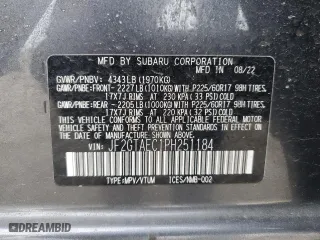 MFD BY SUBARU CORPORATION
MADE IN 08/22
GVWR/PNBV: 4343LB (1970KG)
GAWR/PNBE:FRONT- 2227LB (1010KG)WITH P225/60R17 98H TIRES,
17X7J RIMS AT 230 KPA (33 PSI)COLD
GAWR/PNBE:REAR - 2205LB (1000KG)WITH P225/60R17 98H TIRES,
17X7J RIMS AT 220 KPA (32 PSI)COLD
THIS VEHICLE CONFORMS TO ALL APPLICABLE
FEDERAL MOTOR VEHICLE SAFETY, BUMPER, AND THEFT
PREVENTION STANDARDS IN EFFECT ON THE DATE OF
MANUFACTURE SHOWN ABOVE.
VIN: JF2GTAEC1PH251184
TYPE:MPV/VTUM ICES/NMB-002